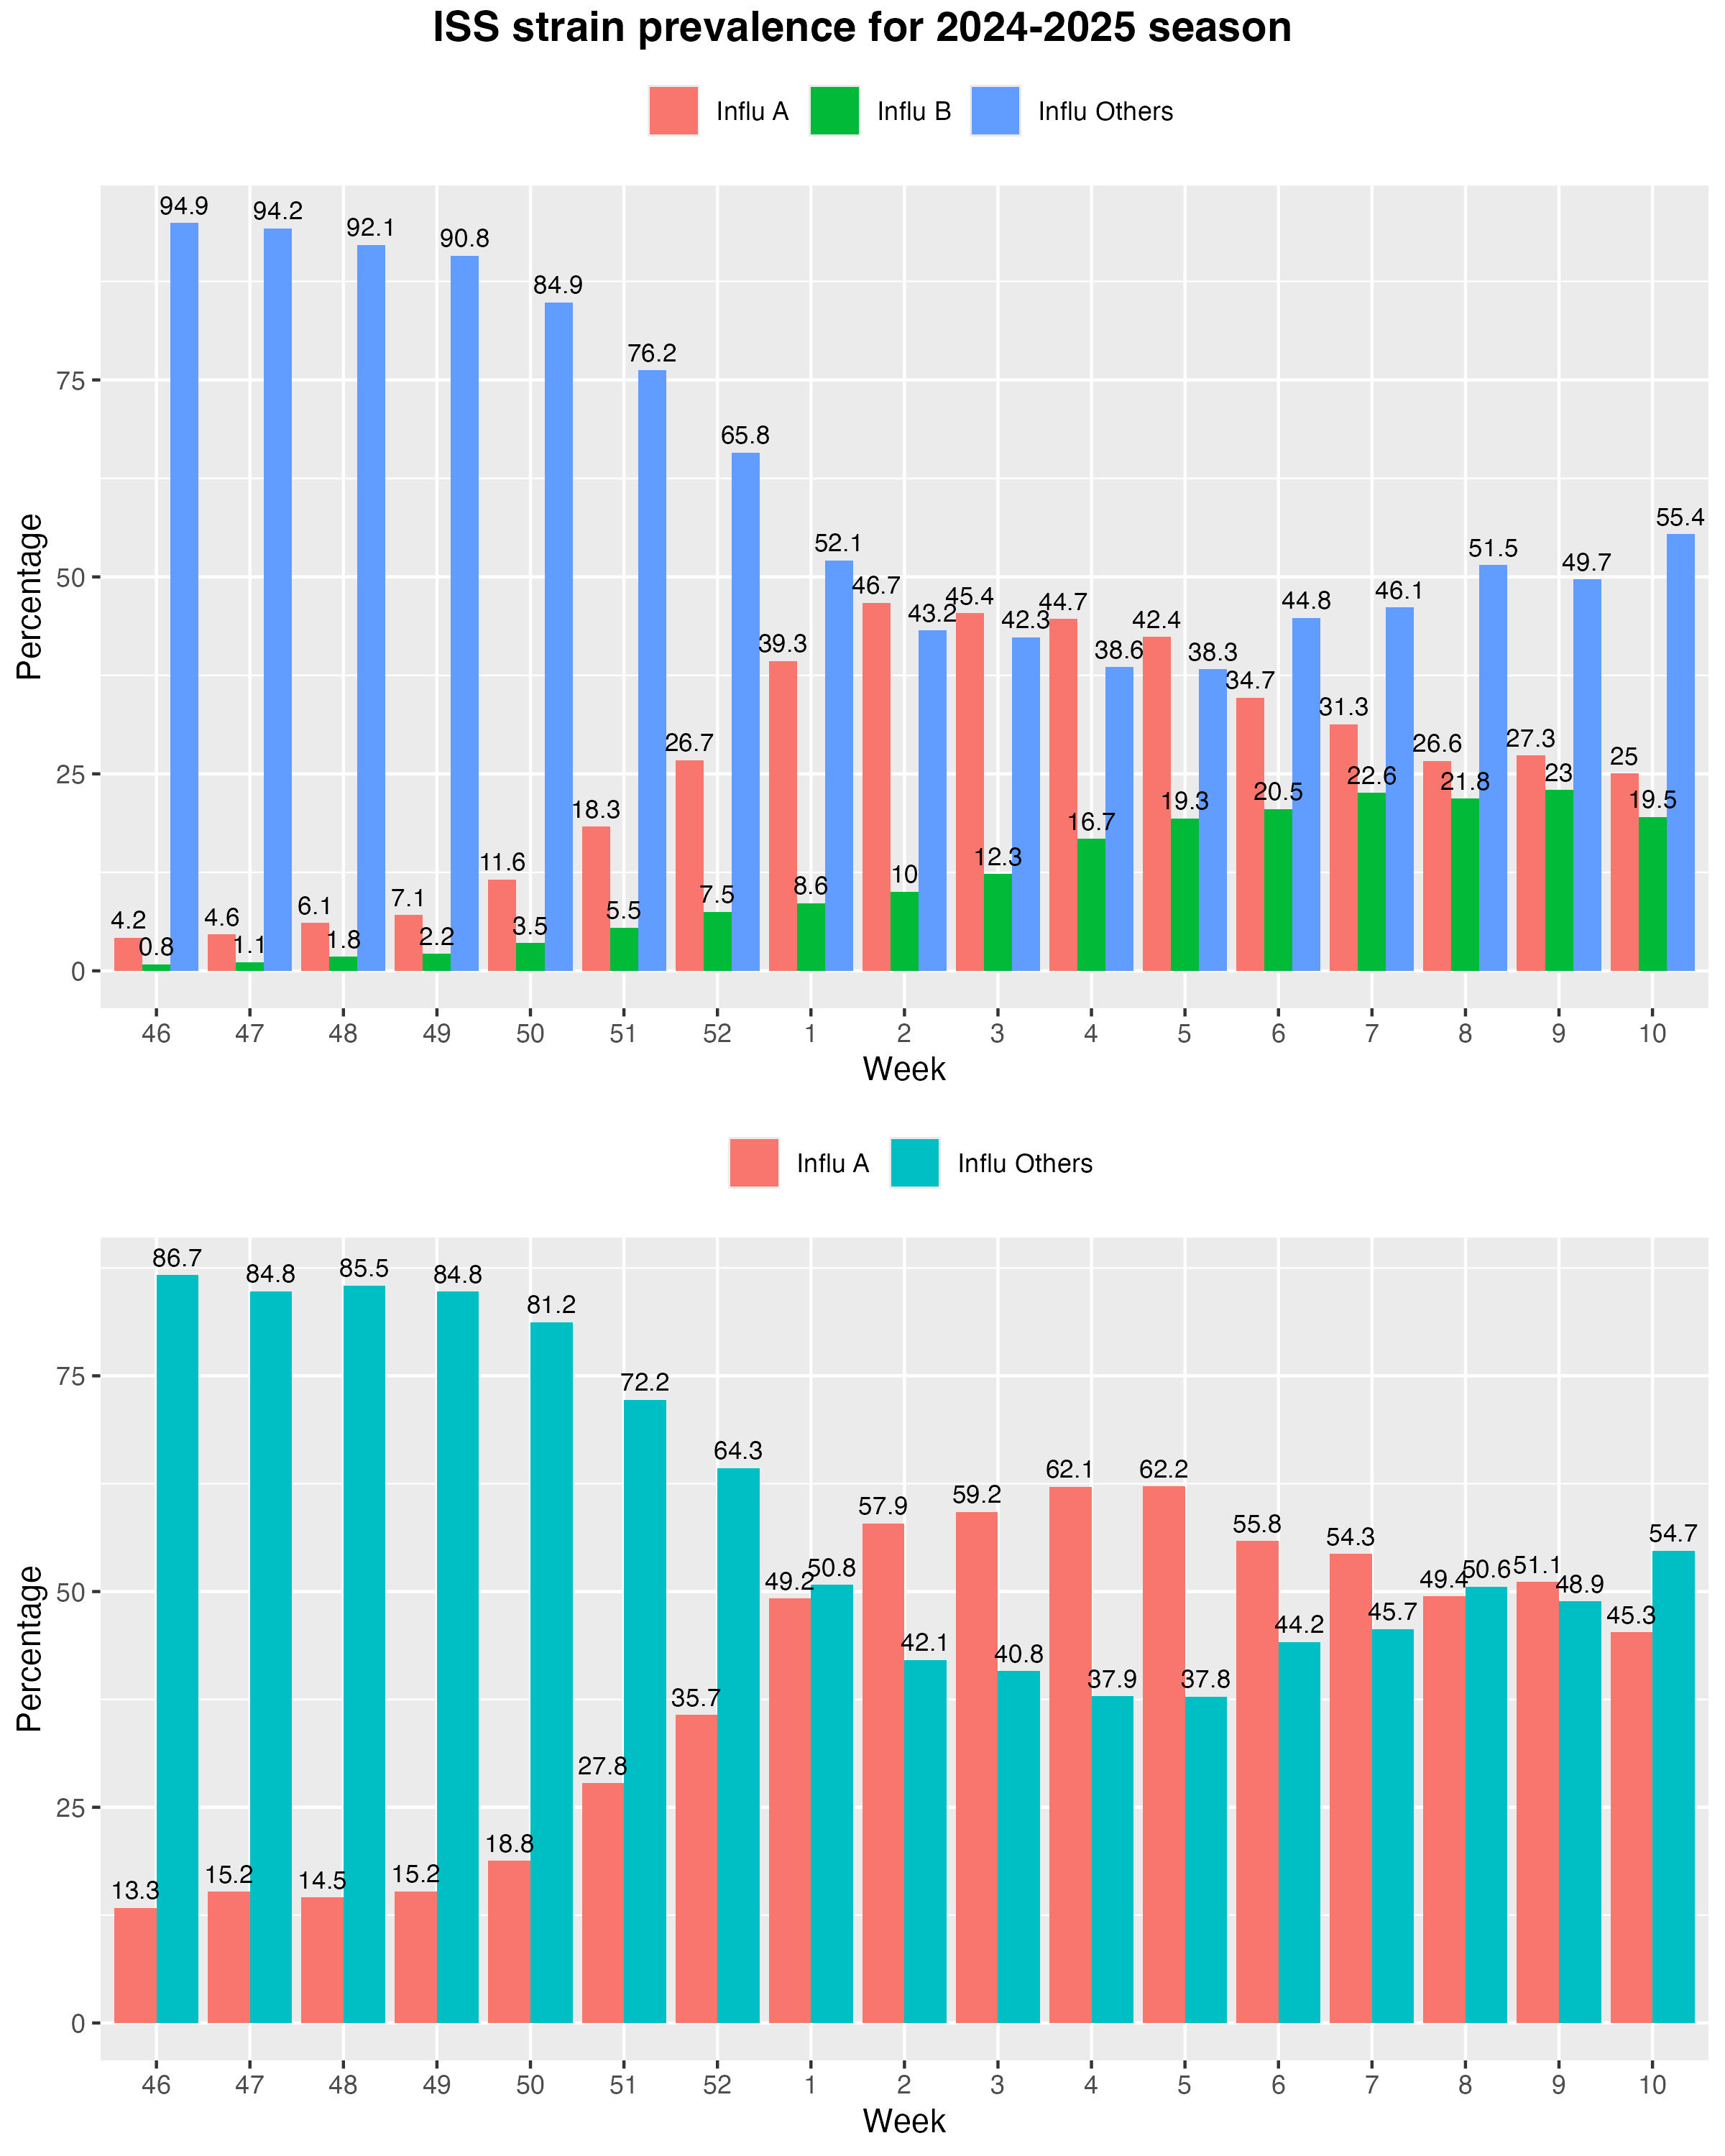 ISS strain prevalence for 2024-2025 season
Influ A Influ B Influ Others
Percentage
75
50
25
0
94.9 94.2 92.1 90.8 84.9 76.2 65.8 52.1 43.2 42.3 38.6 38.3 44.8 46.1 51.5 49.7 55.4
4.2 4.6 6.1 7.1 11.6 18.3 26.7 39.3 46.7 45.4 44.7 42.4 34.7 31.3 26.6 27.3 25
0.8 1.1 1.8 2.2 3.5 5.5 7.5 8.6 10 12.3 16.7 19.3 20.5 22.6 21.8 23 19.5
46 47 48 49 50 51 52 1 2 3 4 5 6 7 8 9 10
Week
Influ A Influ Others
Percentage
75
50
25
0
86.7 84.8 85.5 84.8 81.2 72.2 64.3 50.8 42.1 40.8 37.9 37.8 44.2 45.7 50.6 48.9 54.7
13.3 15.2 14.5 15.2 18.8 27.8 35.7 49.2 57.9 59.2 62.1 62.2 55.8 54.3 49.4 51.1 45.3
46 47 48 49 50 51 52 1 2 3 4 5 6 7 8 9 10
Week